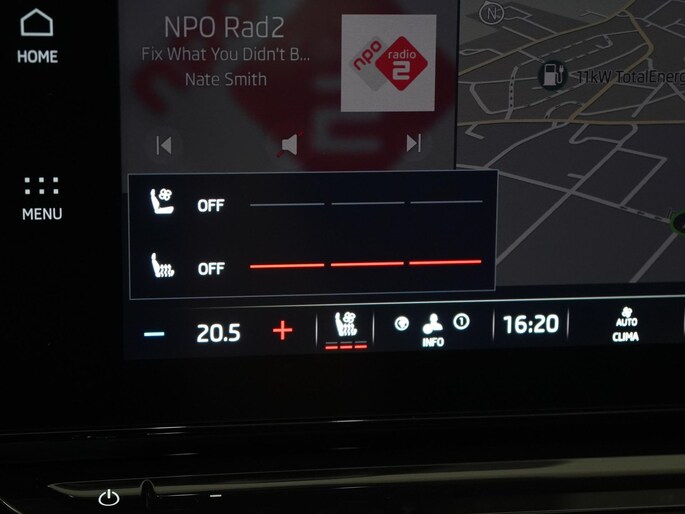 HOME
NPO Rad2
Fix What You Didn't B...
Nate Smith
npo
radio
2
N
11kW TotalEnerg
MENU
OFF
OFF
20.5
INFO
1
16:20
AUTO
CLIMA